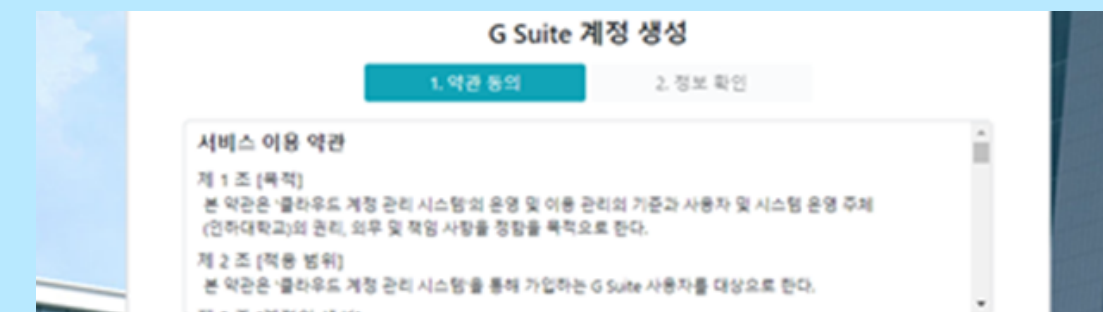 G Suite 계정 생성
1. 약관 동의
2. 정보 확인
서비스 이용 약관
제 1 조 [목적]
본 약관은 '클라우드 계정 관리 시스템'의 운영 및 이용 관리의 기준과 사용자 및 시스템 운영 주체
(인하대학교)의 권리, 의무 및 책임 사항을 정함을 목적으로 한다.
제 2 조 [적용 범위]
본 약관은 '클라우드 계정 관리 시스템'을 통해 가입하는 G Suite 사용자를 대상으로 한다.